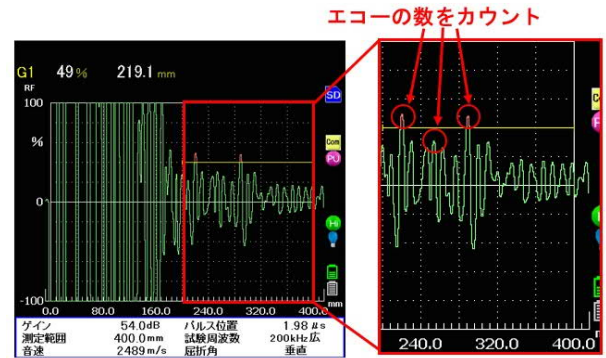 エコーの数をカウント
G1 49% 219.1 mm
RF
100
%
0
-100
0.0 80.0 160.0 240.0 320.0 400.0
mm
SD
Com
PU
Hi
ゲイン 54.0dB パルス位置 1.98 μs
測定範囲 400.0mm 試験周波数 200kHz広
音速 2489m/s 屈折角 垂直
240.0 320.0 400.0
mm